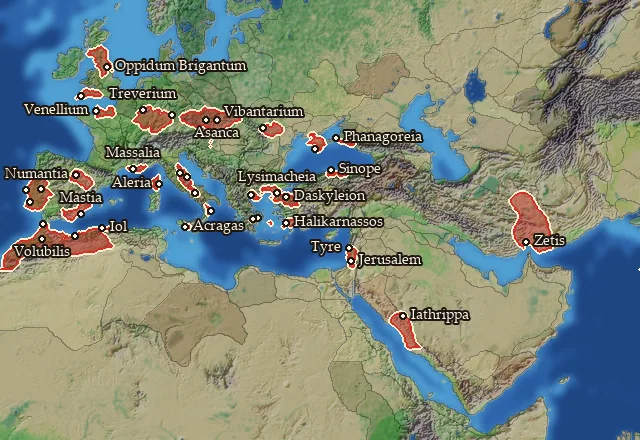 Oppidum Brigantum
Treverium
Venellium
Vibantarium
Asanca
Phanagoreia
Massalia
Numantia
Aleria
Lysimacheia
Sinope
Mastia
Daskyleion
Iol
Acragas
Halikarnassos
Volubilis
Tyre
Zetis
Jerusalem
Iathrippa